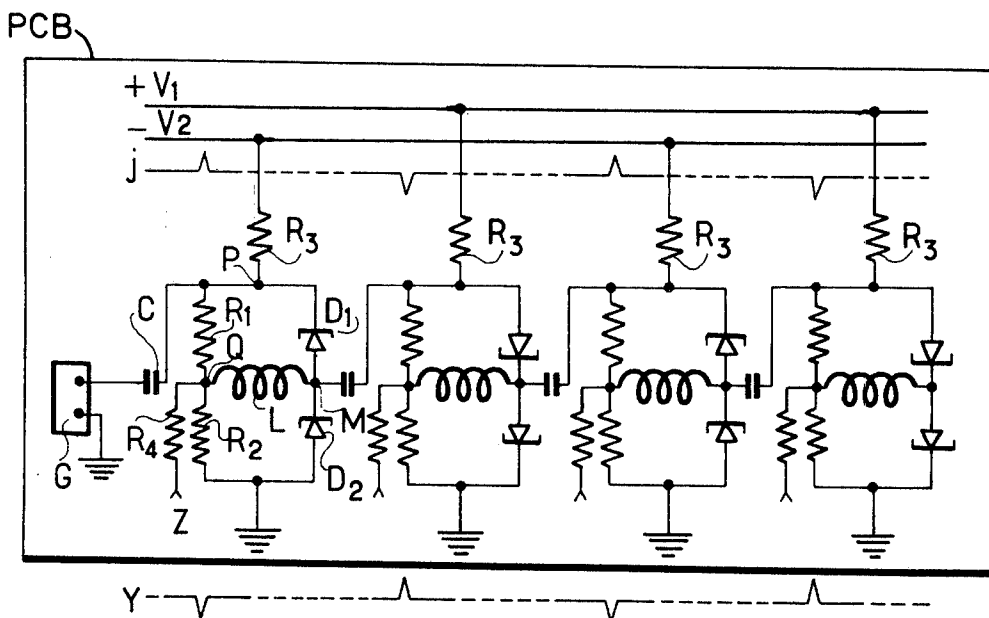 PCB
+ V1
- V2
j
R3 R3 R3 R3
P
C R1 D1
Q
G R4 R2 L M
D2
Z
Y